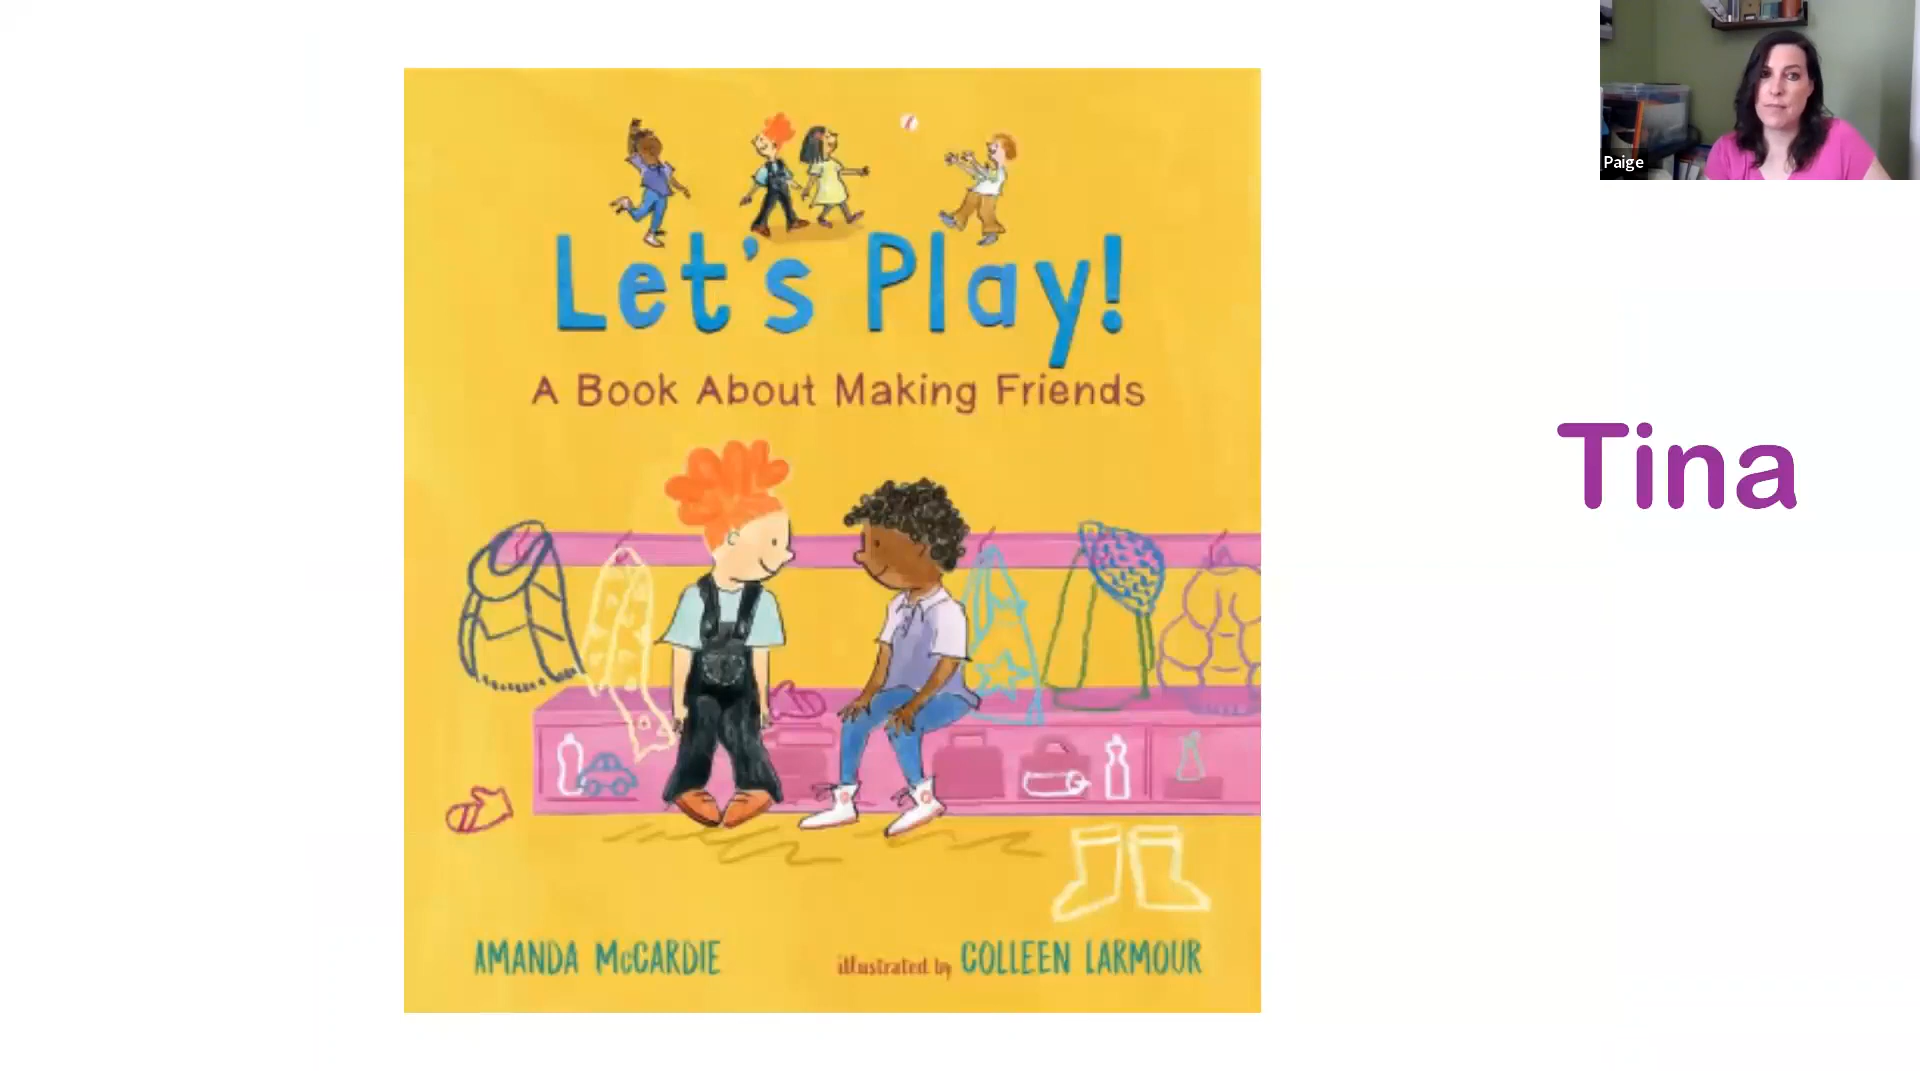 Let's Play!
A Book About Making Friends
AMANDA McCARDIE
illustrated by COLLEEN LARMOUR
Tina
Paige